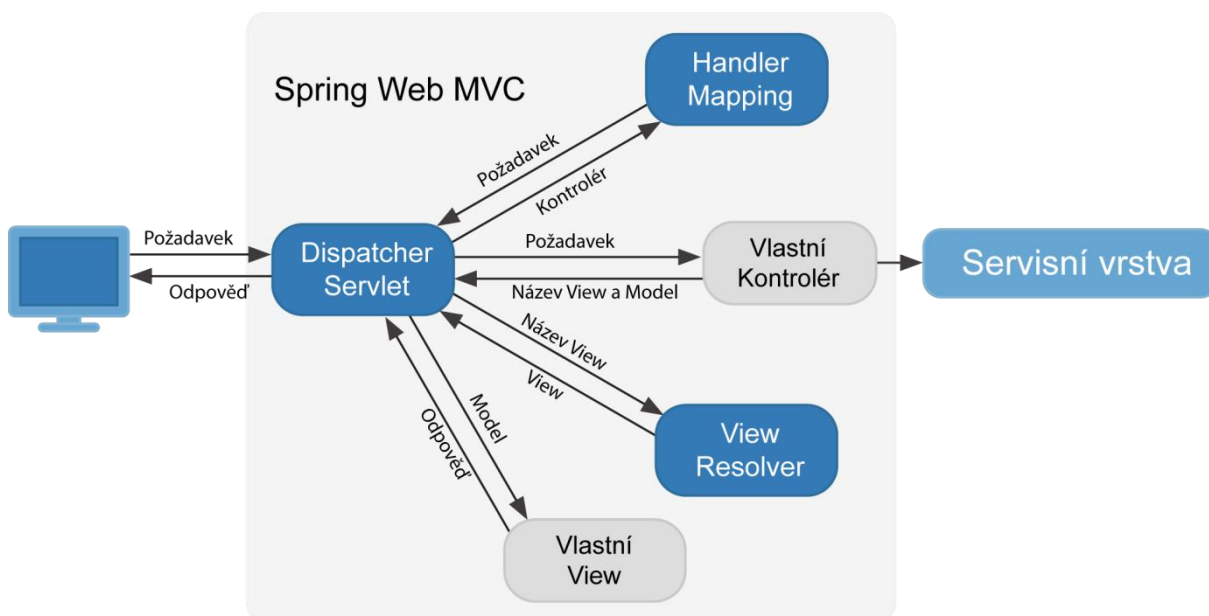 Spring Web MVC
Handler
Mapping
Požadavek
Kontrolér
Požadavek
Odpověď
Dispatcher
Servlet
Požadavek
Název View a Model
Vlastní
Kontrolér
Servisní vrstva
Název View
View
Model
Odpověď
View
Resolver
Vlastní
View